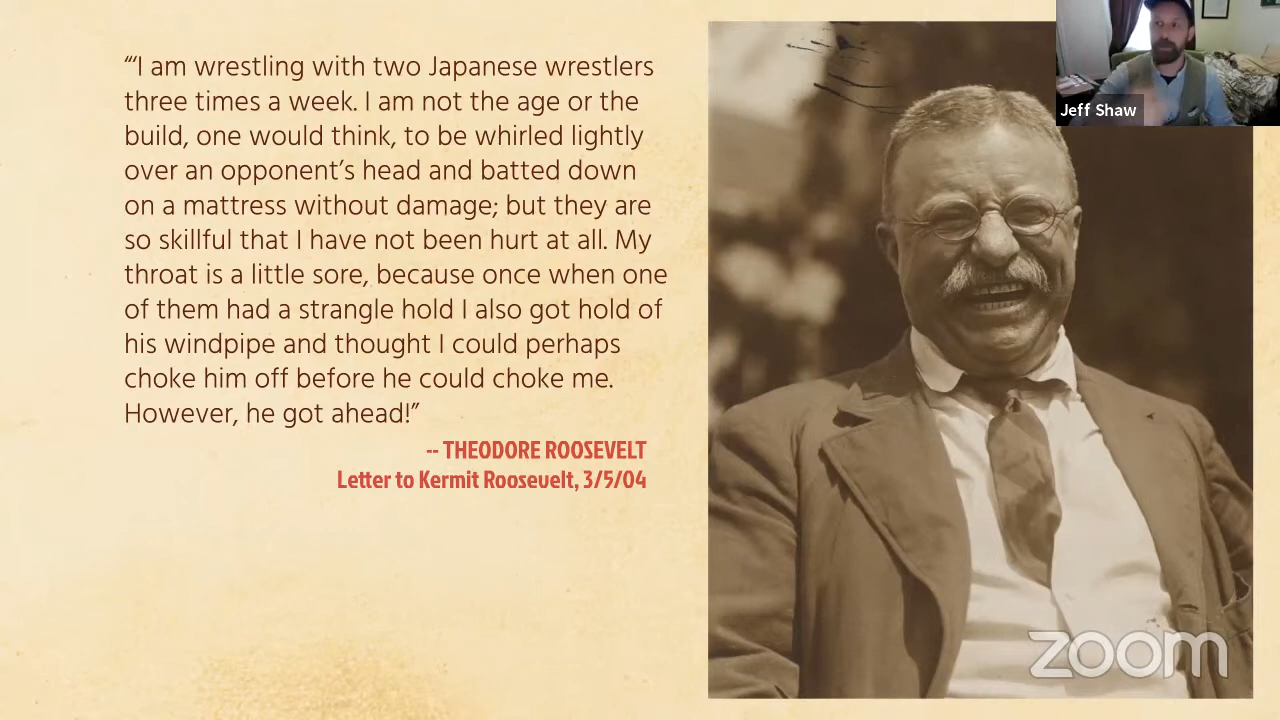 “‘I am wrestling with two Japanese wrestlers
three times a week. I am not the age or the
build, one would think, to be whirled lightly
over an opponent’s head and batted down
on a mattress without damage; but they are
so skillful that I have not been hurt at all. My
throat is a little sore, because once when one
of them had a strangle hold I also got hold of
his windpipe and thought I could perhaps
choke him off before he could choke me.
However, he got ahead!”
-- THEODORE ROOSEVELT
Letter to Kermit Roosevelt, 3/5/04
Jeff Shaw
zoom